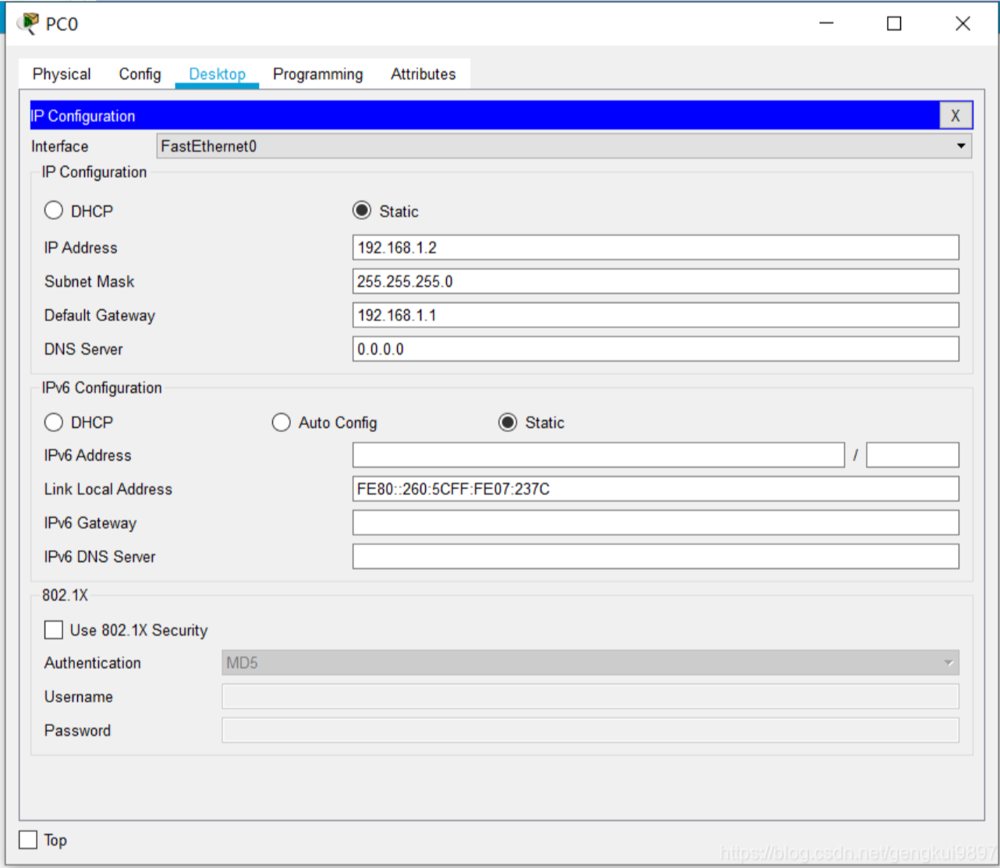 PC0
Physical Config Desktop Programming Attributes
IP Configuration X
Interface FastEthernet0
IP Configuration
DHCP Static
IP Address 192.168.1.2
Subnet Mask 255.255.255.0
Default Gateway 192.168.1.1
DNS Server 0.0.0.0
IPv6 Configuration
DHCP Auto Config Static
IPv6 Address /
Link Local Address FE80::260:5CFF:FE07:237C
IPv6 Gateway
IPv6 DNS Server
802.1X
Use 802.1X Security
Authentication MD5
Username
Password
Top
https://blog.csdn.net/gengkui9897